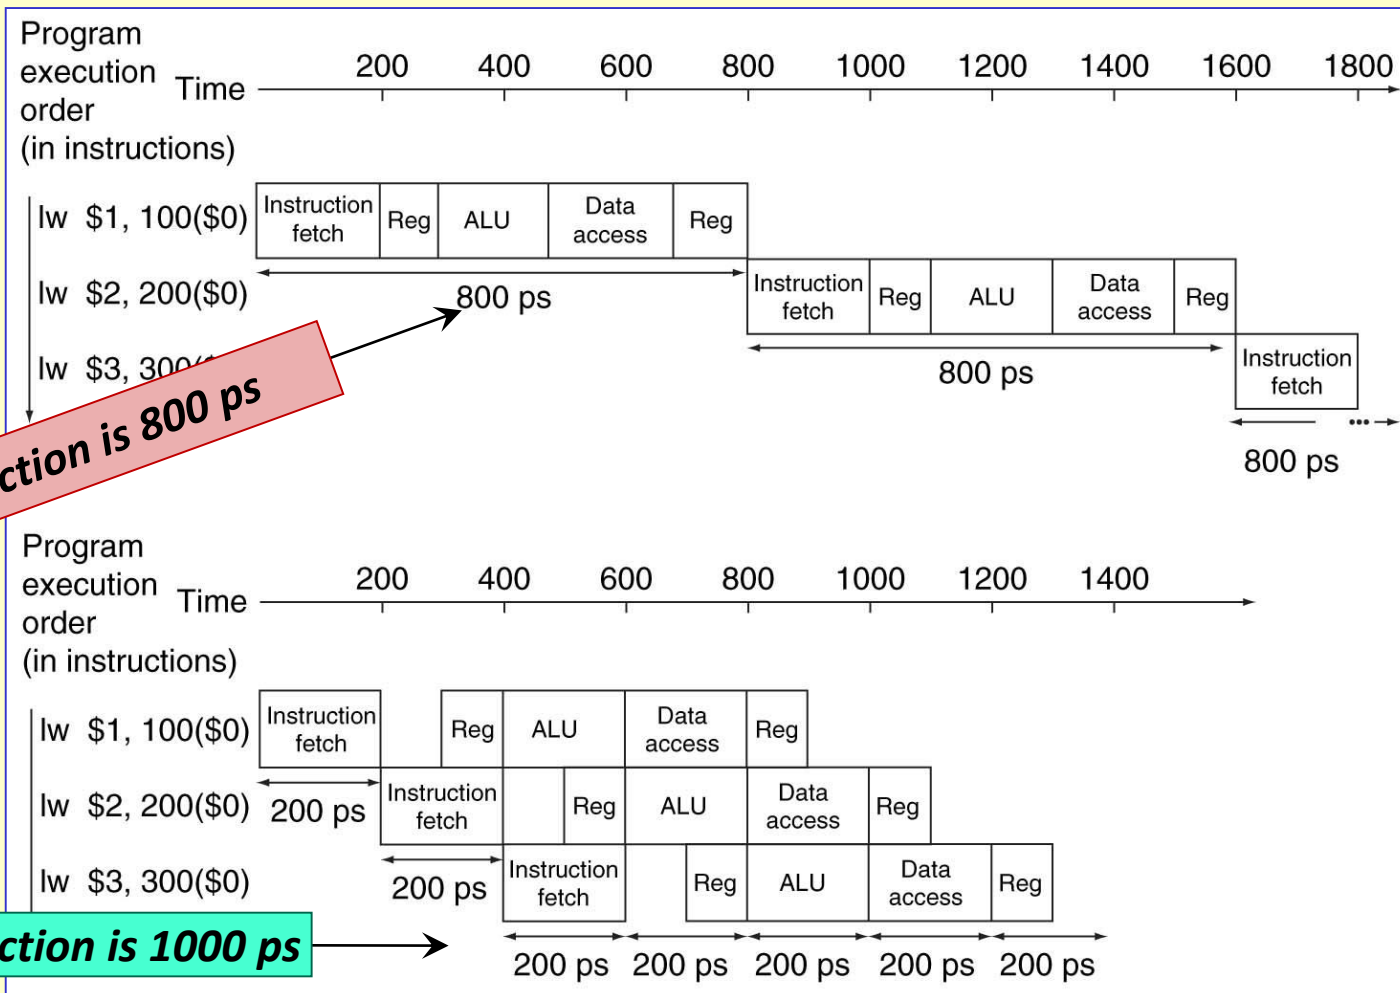 Program
execution
order
(in instructions)
Time
200 400 600 800 1000 1200 1400 1600 1800
lw $1, 100($0)
Instruction fetch
Reg
ALU
Data access
Reg
800 ps
lw $2, 200($0)
Instruction fetch
Reg
ALU
Data access
Reg
800 ps
lw $3, 300(
Instruction fetch
...
800 ps
ction is 800 ps
Program
execution
order
(in instructions)
Time
200 400 600 800 1000 1200 1400
lw $1, 100($0)
Instruction fetch
Reg
ALU
Data access
Reg
200 ps
lw $2, 200($0)
Instruction fetch
Reg
ALU
Data access
Reg
200 ps
lw $3, 300($0)
Instruction fetch
Reg
ALU
Data access
Reg
ction is 1000 ps
200 ps 200 ps 200 ps 200 ps 200 ps